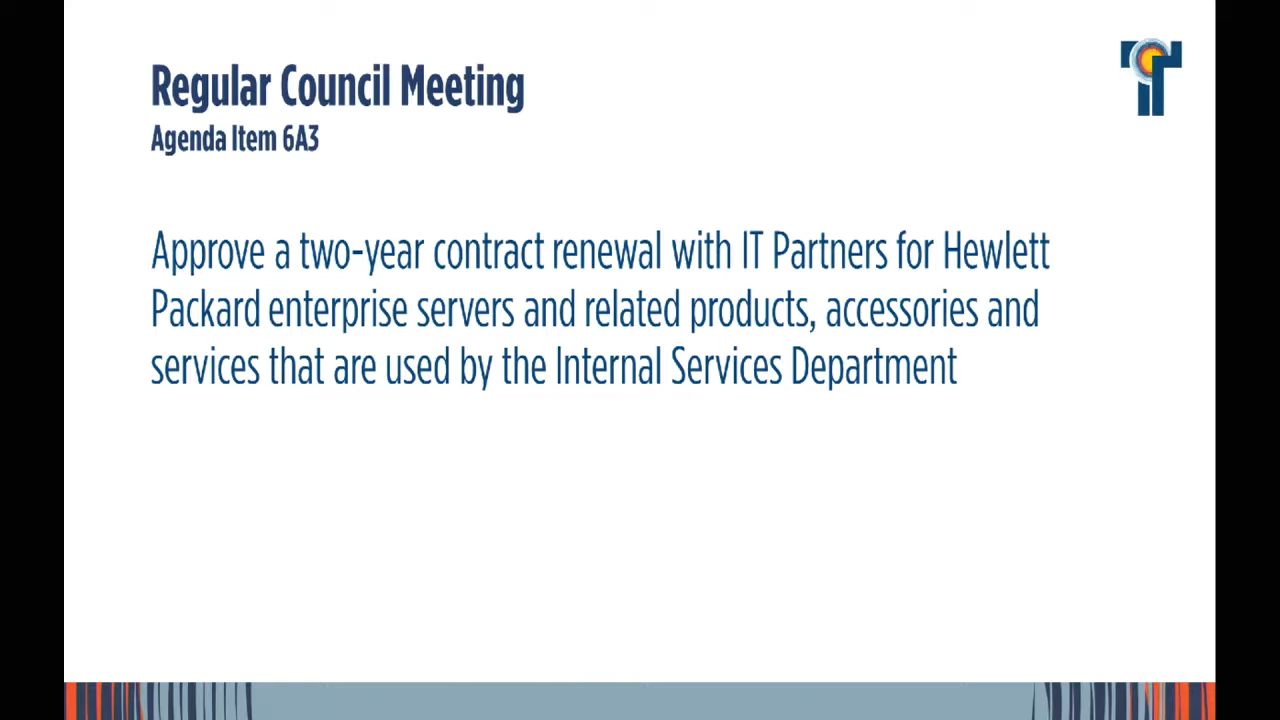 Regular Council Meeting
Agenda Item 6A3
Approve a two-year contract renewal with IT Partners for Hewlett
Packard enterprise servers and related products, accessories and
services that are used by the Internal Services Department